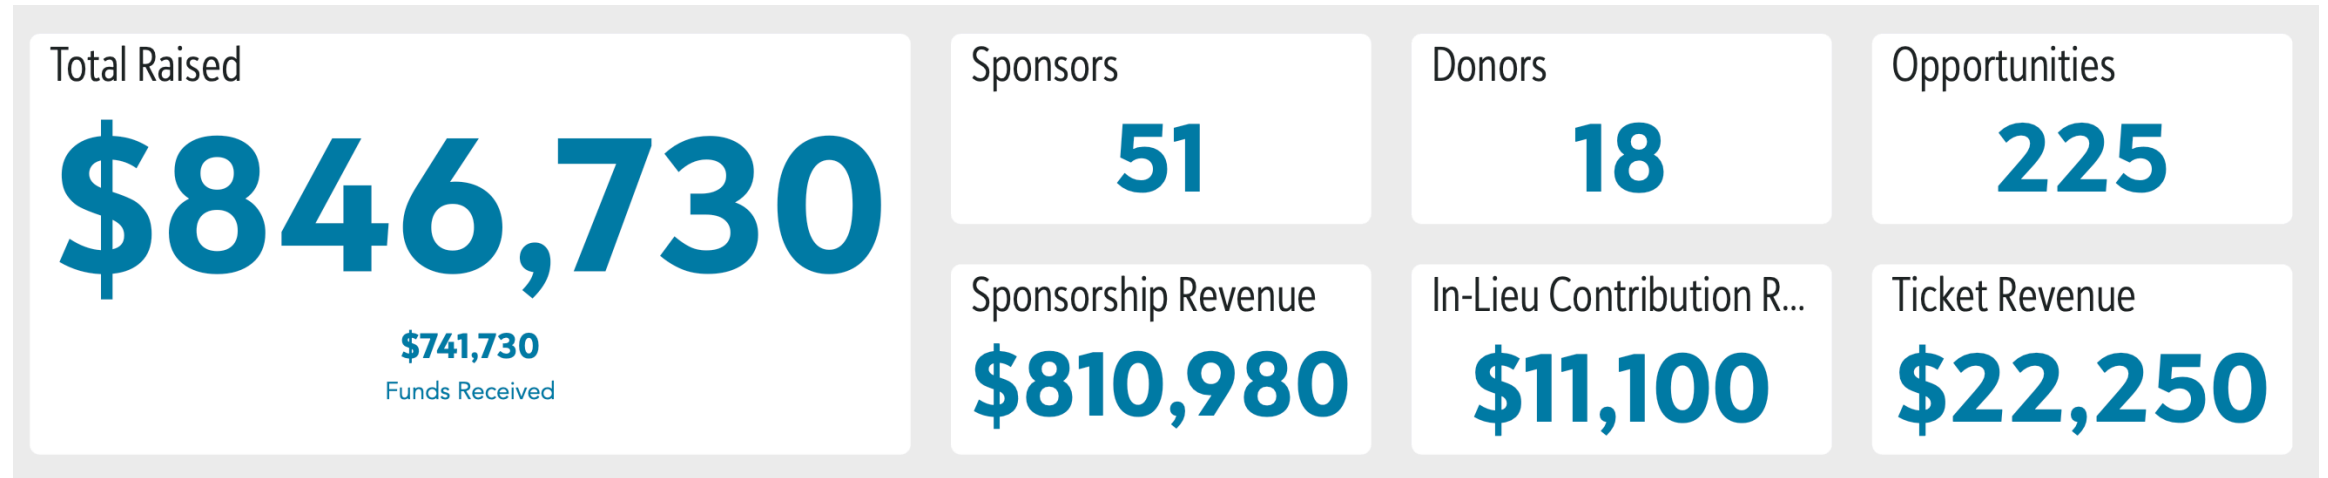 Total Raised
$846,730
$741,730
Funds Received
Sponsors
51
Donors
18
Opportunities
225
Sponsorship Revenue
$810,980
In-Lieu Contribution R...
$11,100
Ticket Revenue
$22,250